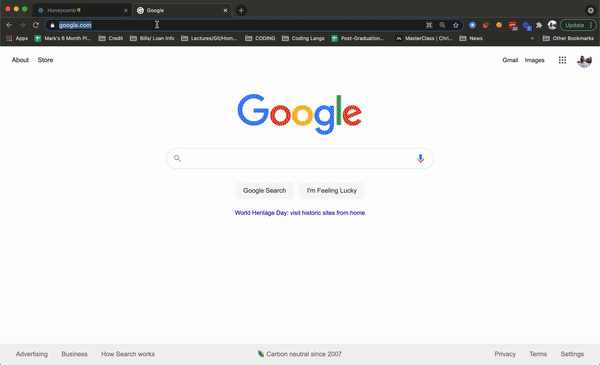 Honeycomb
Google
google.com
Update
Apps Mark's 6 Month Pl... Credit Bills/ Loan Info Lectures/Git/Hom... CODING Coding Langs Post-Graduation... MasterClass | Chri... News » Other Bookmarks
About Store Gmail Images
Google
Google Search I'm Feeling Lucky
World Heritage Day: visit historic sites from home
Advertising Business How Search works Carbon neutral since 2007 Privacy Terms Settings